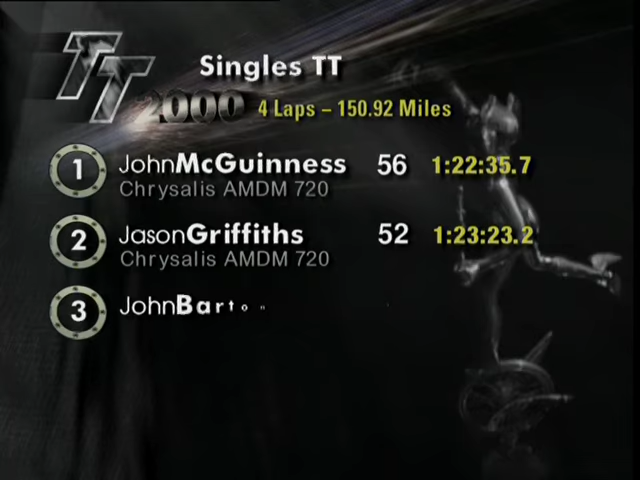 TT
2000
Singles TT
4 Laps – 150.92 Miles
1 JohnMcGuinness 56 1:22:35.7
Chrysalis AMDM 720
2 JasonGriffiths 52 1:23:23.2
Chrysalis AMDM 720
3 JohnBarton